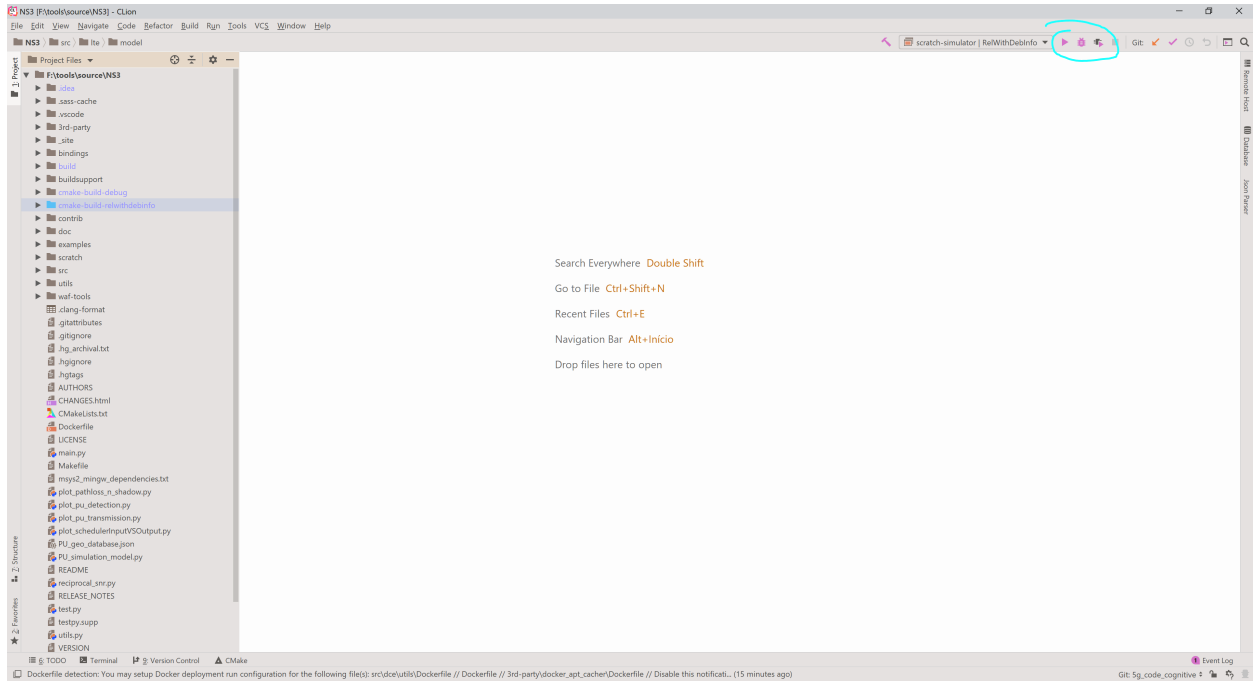 NS3 [F:\tools\source\NS3] - CLion
File Edit View Navigate Code Refactor Build Run Tools VCS Window Help
NS3 src lte model scratch-simulator | RelWithDebInfo Git:
1: Project
Project Files
F:\tools\source\NS3
.idea
.sass-cache
.vscode
3rd-party
_site
bindings
build
buildsupport
cmake-build-debug
cmake-build-relwithdebinfo
contrib
doc
examples
scratch
src
utils
waf-tools
.clang-format
.gitattributes
.gitignore
.hg_archival.txt
.hgignore
.hgtags
AUTHORS
CHANGES.html
CMakeLists.txt
Dockerfile
LICENSE
main.py
Makefile
msys2_mingw_dependencies.txt
plot_pathloss_n_shadow.py
plot_pu_detection.py
plot_pu_transmission.py
plot_schedulerInputVSOutput.py
PU_geo_database.json
PU_simulation_model.py
README
reciprocal_snr.py
RELEASE_NOTES
test.py
testpy.supp
utils.py
VERSION
7: Structure
2: Favorites
Search Everywhere Double Shift
Go to File Ctrl+Shift+N
Recent Files Ctrl+E
Navigation Bar Alt+Início
Drop files here to open
Remote Host
Database
Json Parser
6: TODO Terminal 9: Version Control CMake 1 Event Log
Dockerfile detection: You may setup Docker deployment run configuration for the following file(s): src\dce\utils\Dockerfile // Dockerfile // 3rd-party\docker_apt_cacher\Dockerfile // Disable this notificati... (15 minutes ago) Git: 5g_code_cognitive